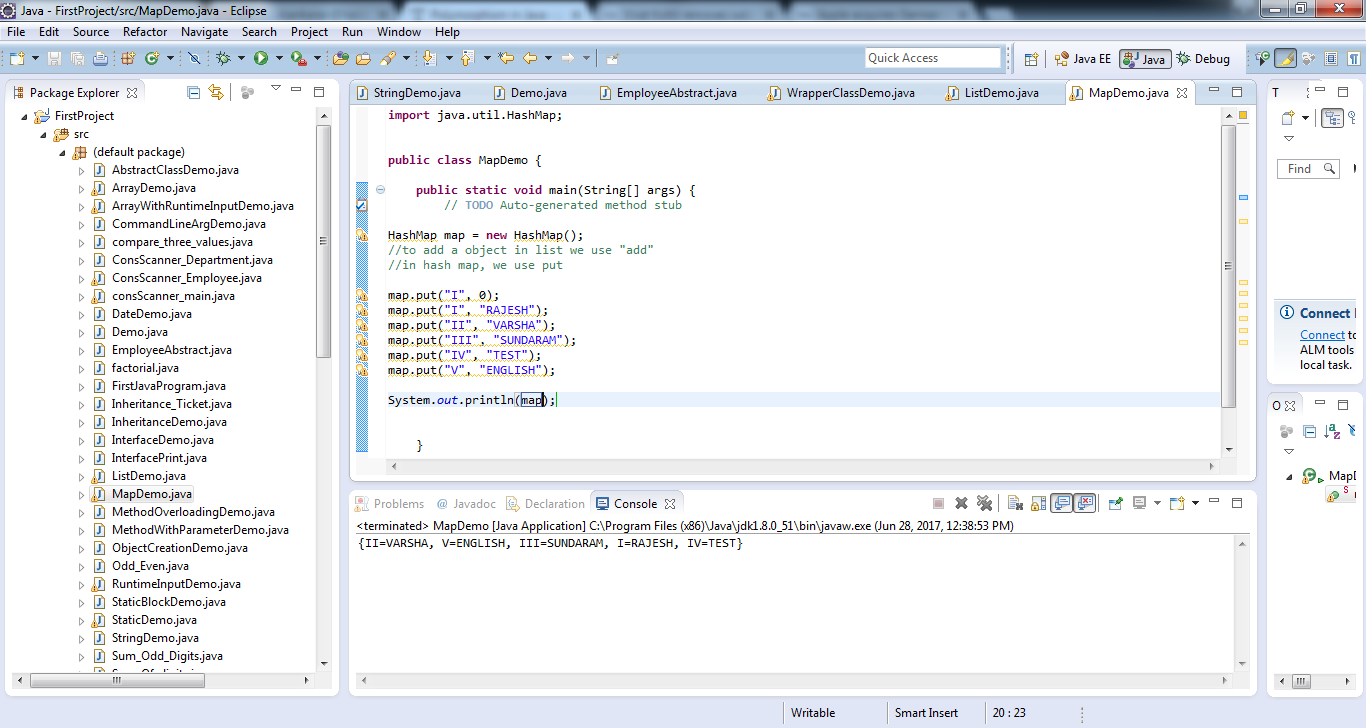 Java - FirstProject/src/MapDemo.java - Eclipse
File Edit Source Refactor Navigate Search Project Run Window Help
Quick Access
Java EE
Java
Debug
Package Explorer
FirstProject
src
(default package)
AbstractClassDemo.java
ArrayDemo.java
ArrayWithRuntimeInputDemo.java
CommandLineArgDemo.java
compare_three_values.java
ConsScanner_Department.java
ConsScanner_Employee.java
consScanner_main.java
DateDemo.java
Demo.java
EmployeeAbstract.java
factorial.java
FirstJavaProgram.java
Inheritance_Ticket.java
InheritanceDemo.java
InterfaceDemo.java
InterfacePrint.java
ListDemo.java
MapDemo.java
MethodOverloadingDemo.java
MethodWithParameterDemo.java
ObjectCreationDemo.java
Odd_Even.java
RuntimeInputDemo.java
StaticBlockDemo.java
StaticDemo.java
StringDemo.java
Sum_Odd_Digits.java
StringDemo.java Demo.java EmployeeAbstract.java WrapperClassDemo.java ListDemo.java MapDemo.java
import java.util.HashMap;
public class MapDemo {
public static void main(String[] args) {
// TODO Auto-generated method stub
HashMap map = new HashMap();
//to add a object in list we use "add"
//in hash map, we use put
map.put("I", 0);
map.put("I", "RAJESH");
map.put("II", "VARSHA");
map.put("III", "SUNDARAM");
map.put("IV", "TEST");
map.put("V", "ENGLISH");
System.out.println(map);
}
Problems @ Javadoc Declaration Console
<terminated> MapDemo [Java Application] C:\Program Files (x86)\Java\jdk1.8.0_51\bin\javaw.exe (Jun 28, 2017, 12:38:53 PM)
{II=VARSHA, V=ENGLISH, III=SUNDARAM, I=RAJESH, IV=TEST}
T
Find
Connect
Connect to
ALM tools
local task.
O
MapD
S
Writable Smart Insert 20 : 23